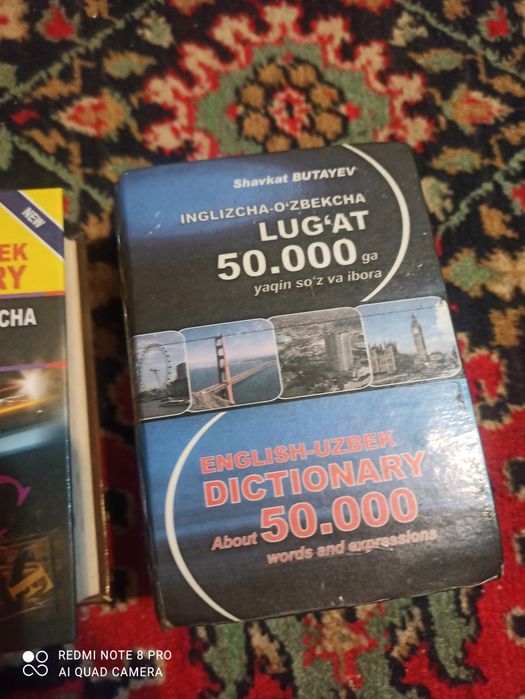 NEW
BEK
RY
CHA
Shavkat BUTAYEV
INGLIZCHA-O'ZBEKCHA
LUG'AT
50.000 ga
yaqin so'z va ibora
ENGLISH-UZBEK
DICTIONARY
About 50.000
words and expressions
REDMI NOTE 8 PRO
AI QUAD CAMERA